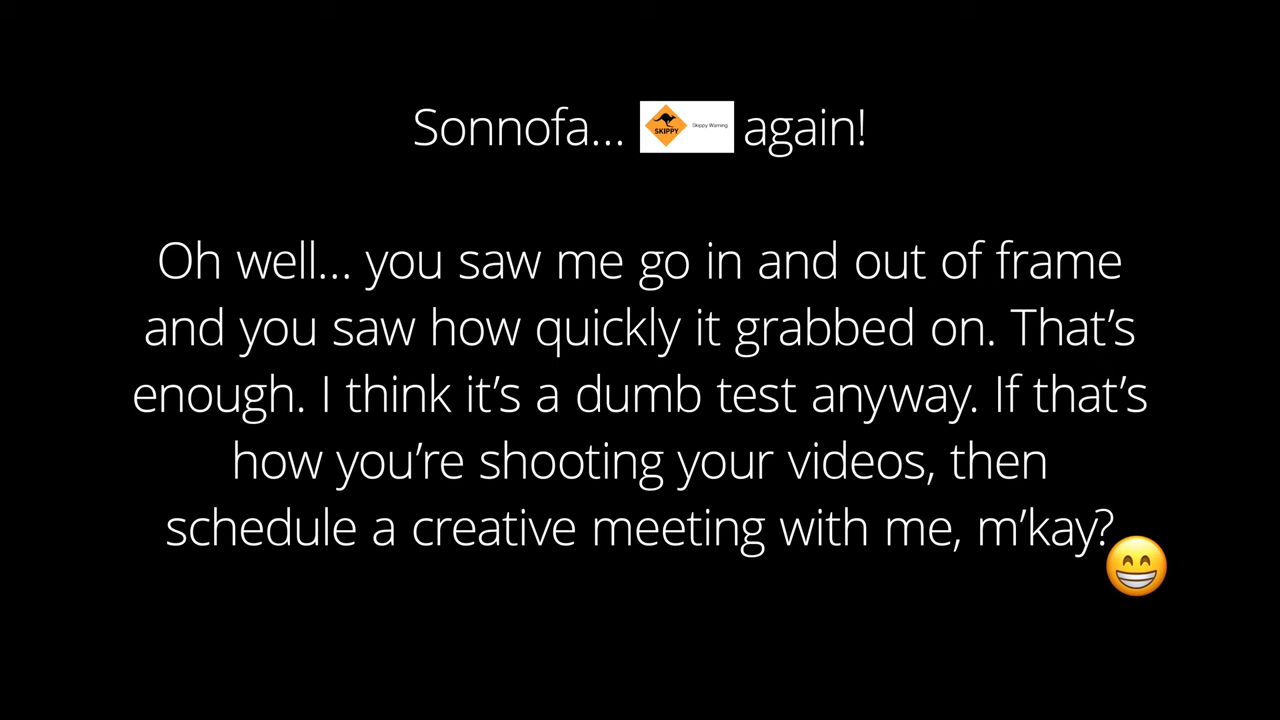 Sonnofa... SKIPPY Skippy Warning again!
Oh well... you saw me go in and out of frame
and you saw how quickly it grabbed on. That’s
enough. I think it’s a dumb test anyway. If that’s
how you’re shooting your videos, then
schedule a creative meeting with me, m’kay?